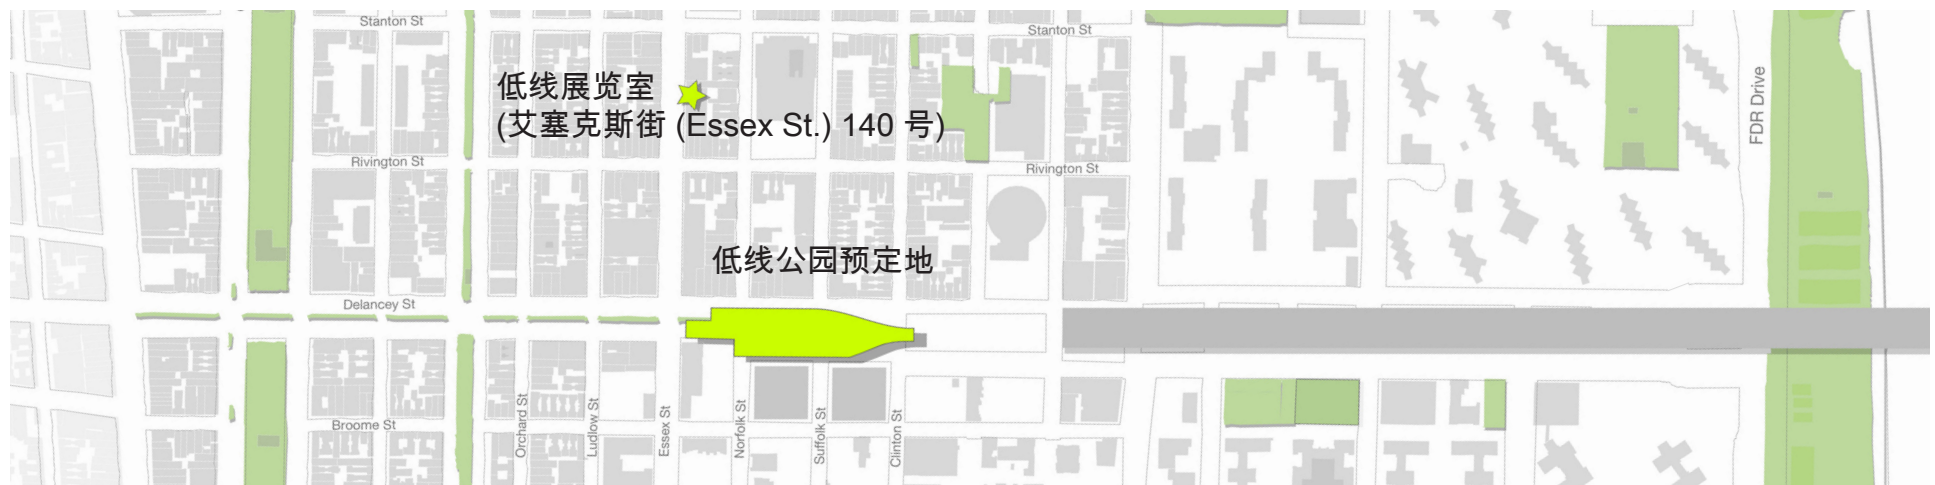 Stanton St
Stanton St
低线展览室
(艾塞克斯街 (Essex St.) 140 号)
FDR Drive
Rivington St
Rivington St
低线公园预定地
Delancey St
Broome St
Orchard St
Ludlow St
Essex St
Norfolk St
Suffolk St
Clinton St